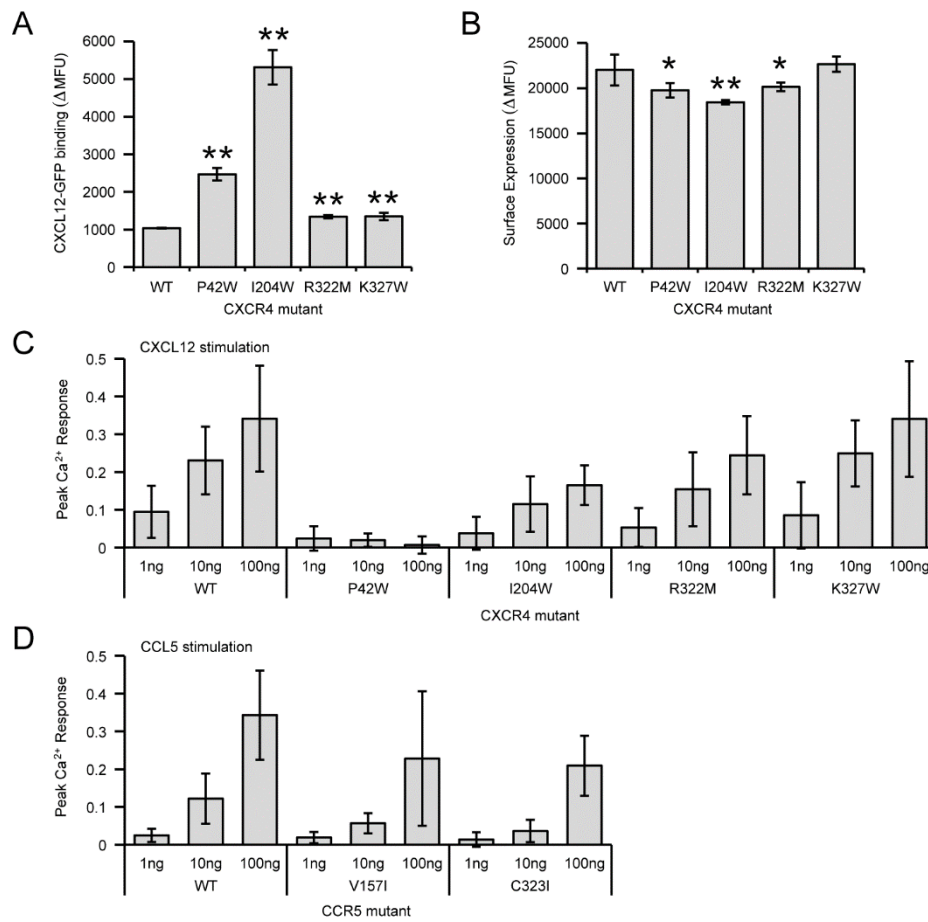 A
CXCL12-GFP binding (ΔMFU)
6000
5000
4000
3000
2000
1000
0
**
**
**
**
WT P42W I204W R322M K327W
CXCR4 mutant
B
Surface Expression (ΔMFU)
25000
20000
15000
10000
5000
0
*
**
*
WT P42W I204W R322M K327W
CXCR4 mutant
C
CXCL12 stimulation
Peak Ca²⁺ Response
0.5
0.4
0.3
0.2
0.1
0
1ng 10ng 100ng 1ng 10ng 100ng 1ng 10ng 100ng 1ng 10ng 100ng 1ng 10ng 100ng
WT P42W I204W R322M K327W
CXCR4 mutant
D
CCL5 stimulation
Peak Ca²⁺ Response
0.5
0.4
0.3
0.2
0.1
0
1ng 10ng 100ng 1ng 10ng 100ng 1ng 10ng 100ng
WT V157I C323I
CCR5 mutant